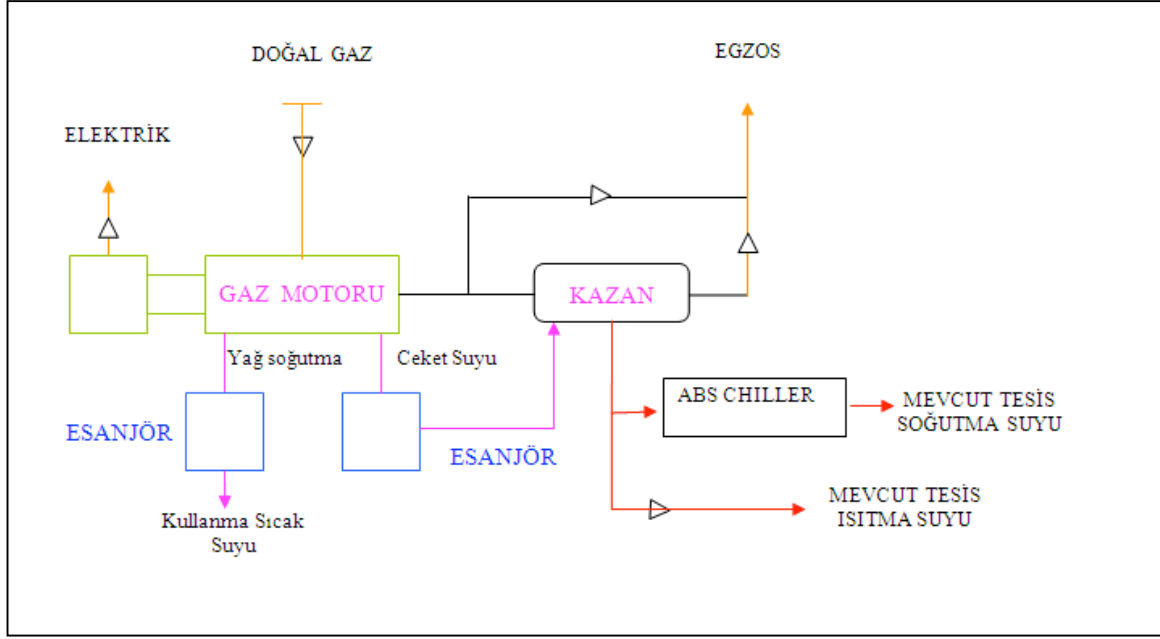 DOĞAL GAZ
EGZOS
ELEKTRİK
GAZ MOTORU
KAZAN
Yağ soğutma
Ceket Suyu
ABS CHILLER
MEVCUT TESİS
SOĞUTMA SUYU
ESANJÖR
ESANJÖR
MEVCUT TESİS
ISITMA SUYU
Kullanma Sıcak
Suyu